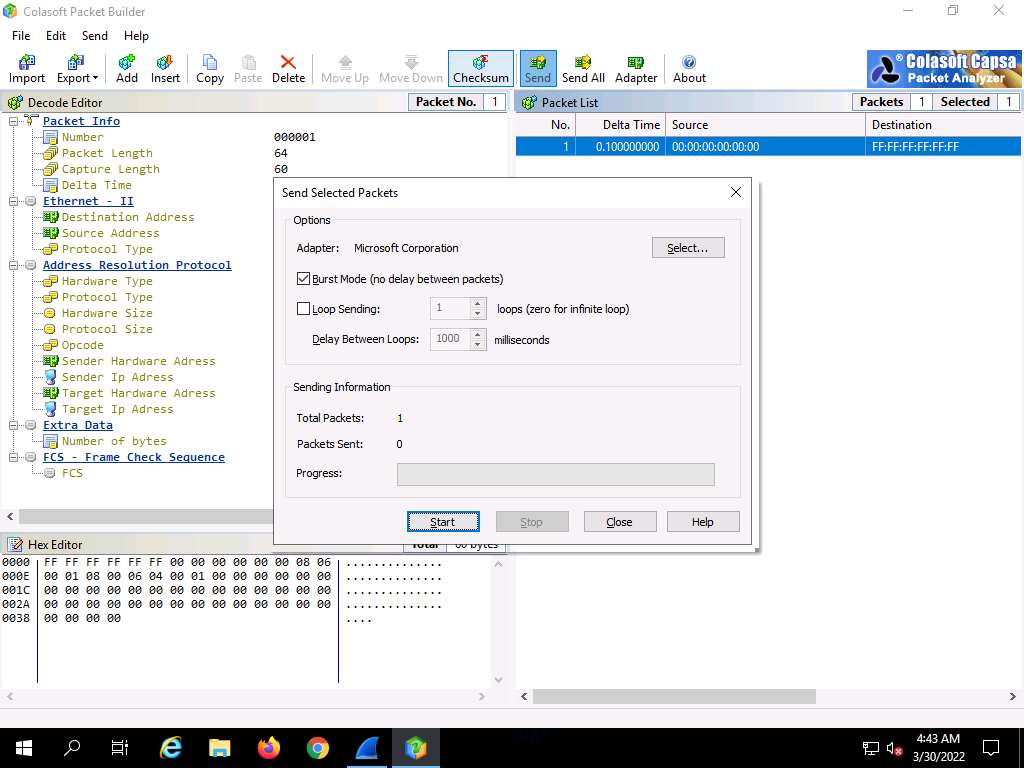 Colasoft Packet Builder
File Edit Send Help
Import Export Add Insert Copy Paste Delete Move Up Move Down Checksum Send Send All Adapter About
Colasoft Capsa
Packet Analyzer
Decode Editor Packet No. 1
Packet Info
Number 000001
Packet Length 64
Capture Length 60
Delta Time
Ethernet - II
Destination Address
Source Address
Protocol Type
Address Resolution Protocol
Hardware Type
Protocol Type
Hardware Size
Protocol Size
Opcode
Sender Hardware Adress
Sender Ip Adress
Target Hardware Adress
Target Ip Adress
Extra Data
Number of bytes
FCS - Frame Check Sequence
FCS
Packet List Packets 1 Selected 1
No. Delta Time Source Destination
1 0.100000000 00:00:00:00:00:00 FF:FF:FF:FF:FF:FF
Send Selected Packets
Options
Adapter: Microsoft Corporation Select...
Burst Mode (no delay between packets)
Loop Sending: 1 loops (zero for infinite loop)
Delay Between Loops: 1000 milliseconds
Sending Information
Total Packets: 1
Packets Sent: 0
Progress:
Start Stop Close Help
Hex Editor Total 60 bytes
0000 FF FF FF FF FF FF 00 00 00 00 00 00 08 06 ..............
000E 00 01 08 00 06 04 00 01 00 00 00 00 00 00 ..............
001C 00 00 00 00 00 00 00 00 00 00 00 00 00 00 ..............
002A 00 00 00 00 00 00 00 00 00 00 00 00 00 00 ..............
0038 00 00 00 00 ....
4:43 AM
3/30/2022